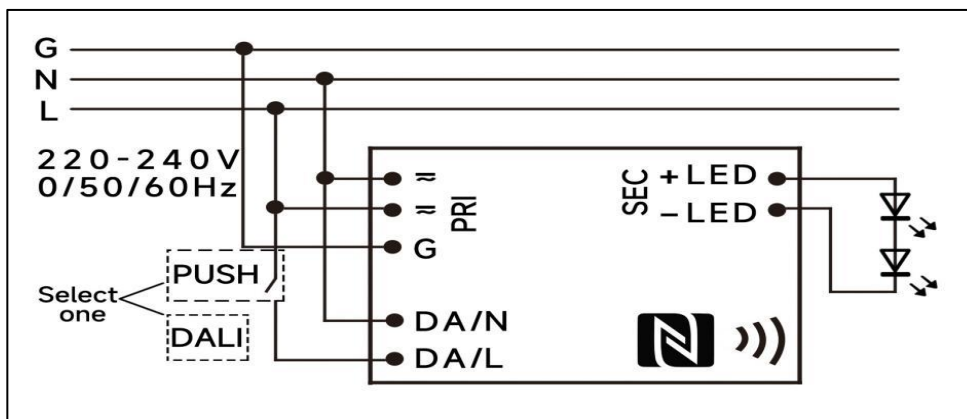 G
N
L
220-240V
0/50/60Hz
PUSH
Select
one
DALI
PRI
G
DA/N
DA/L
SEC
+LED
-LED